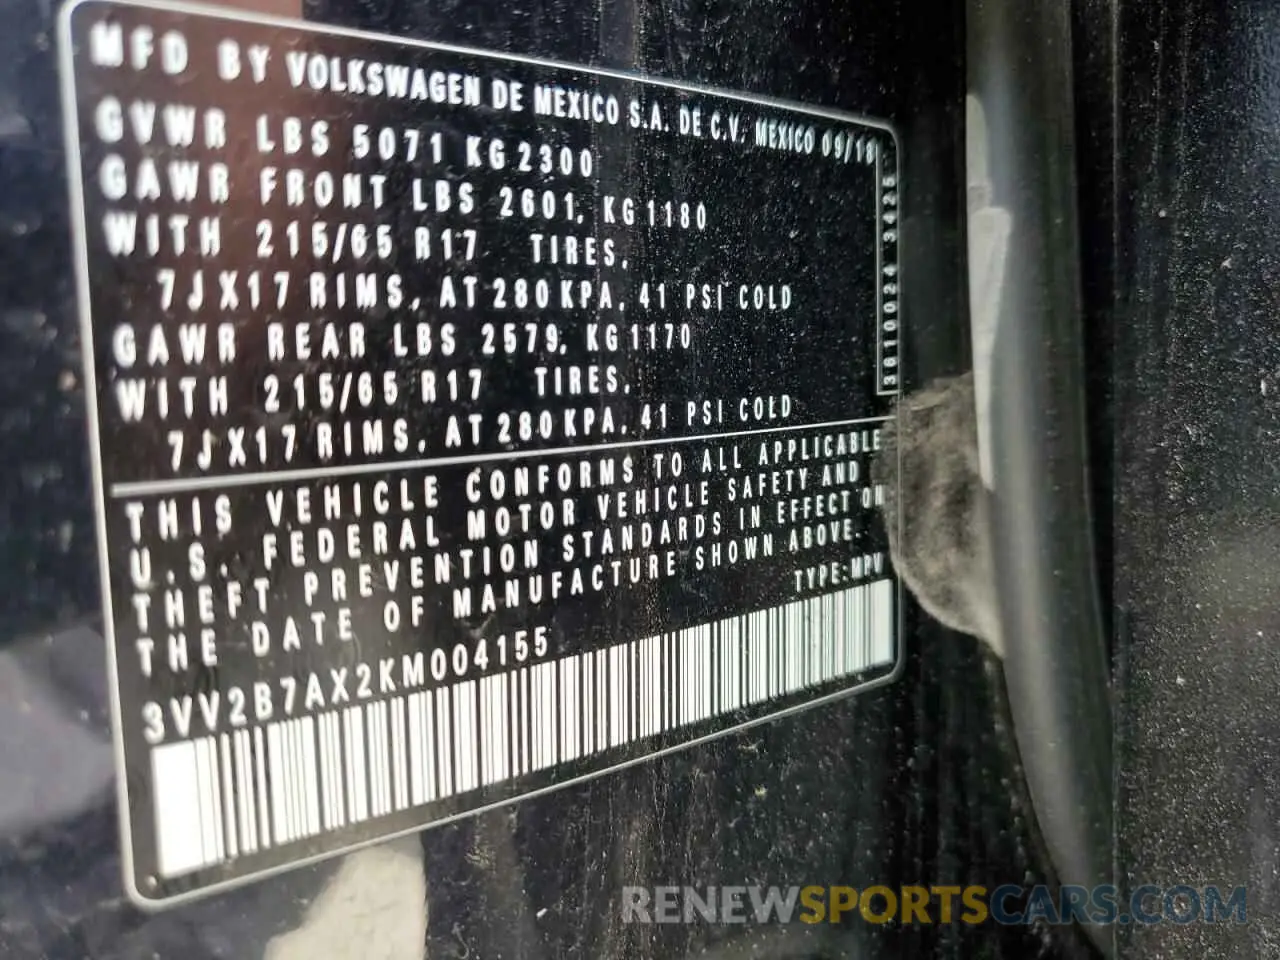 MFD BY VOLKSWAGEN DE MEXICO S.A. DE C.V. MEXICO 09/18
GVWR LBS 5071 KG 2300
GAWR FRONT LBS 2601, KG 1180
WITH 215/65 R17 TIRES,
7JX17 RIMS, AT 280 KPA, 41 PSI COLD
GAWR REAR LBS 2579, KG 1170
WITH 215/65 R17 TIRES,
7JX17 RIMS, AT 280 KPA, 41 PSI COLD
3610024 3425
THIS VEHICLE CONFORMS TO ALL APPLICABLE
U.S. FEDERAL MOTOR VEHICLE SAFETY AND
THEFT PREVENTION STANDARDS IN EFFECT ON
THE DATE OF MANUFACTURE SHOWN ABOVE.
TYPE: MPV
3VV2B7AX2KM004155
RENEWSPORTSCARS.COM